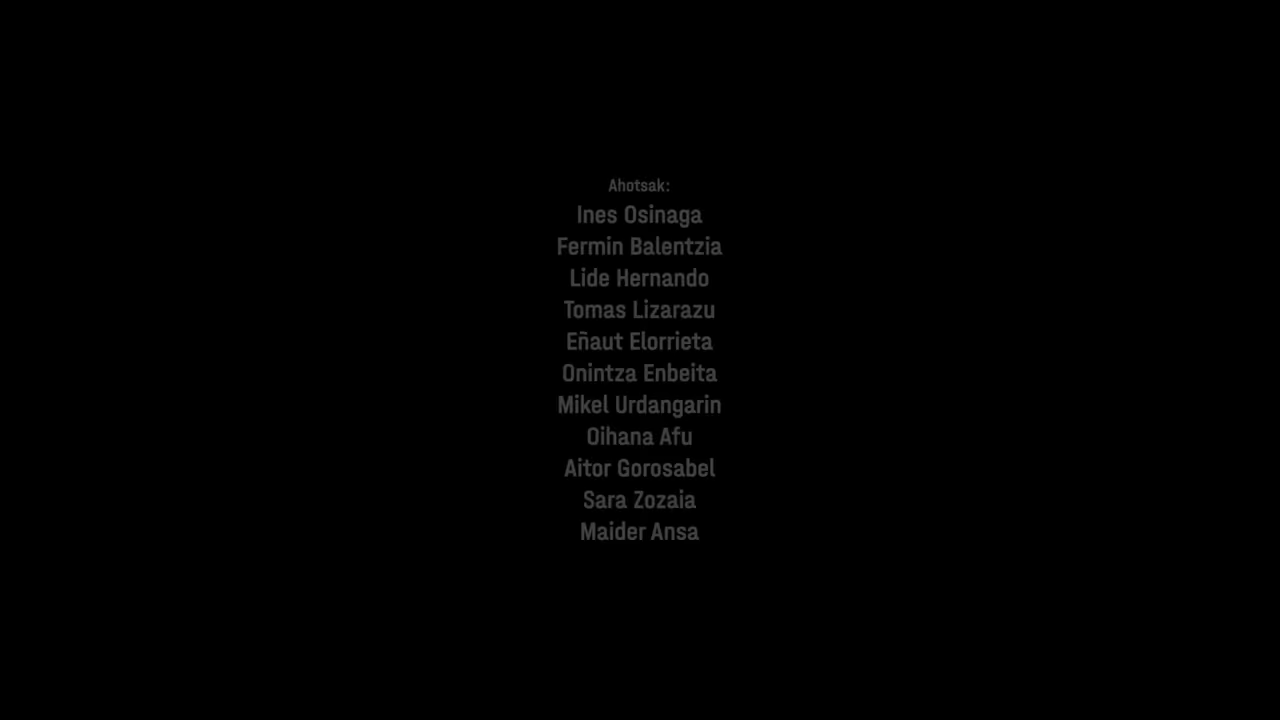 Ahotsak:
Ines Osinaga
Fermin Balentzia
Lide Hernando
Tomas Lizarazu
Eñaut Elorrieta
Onintza Enbeita
Mikel Urdangarin
Oihana Afu
Aitor Gorosabel
Sara Zozaia
Maider Ansa